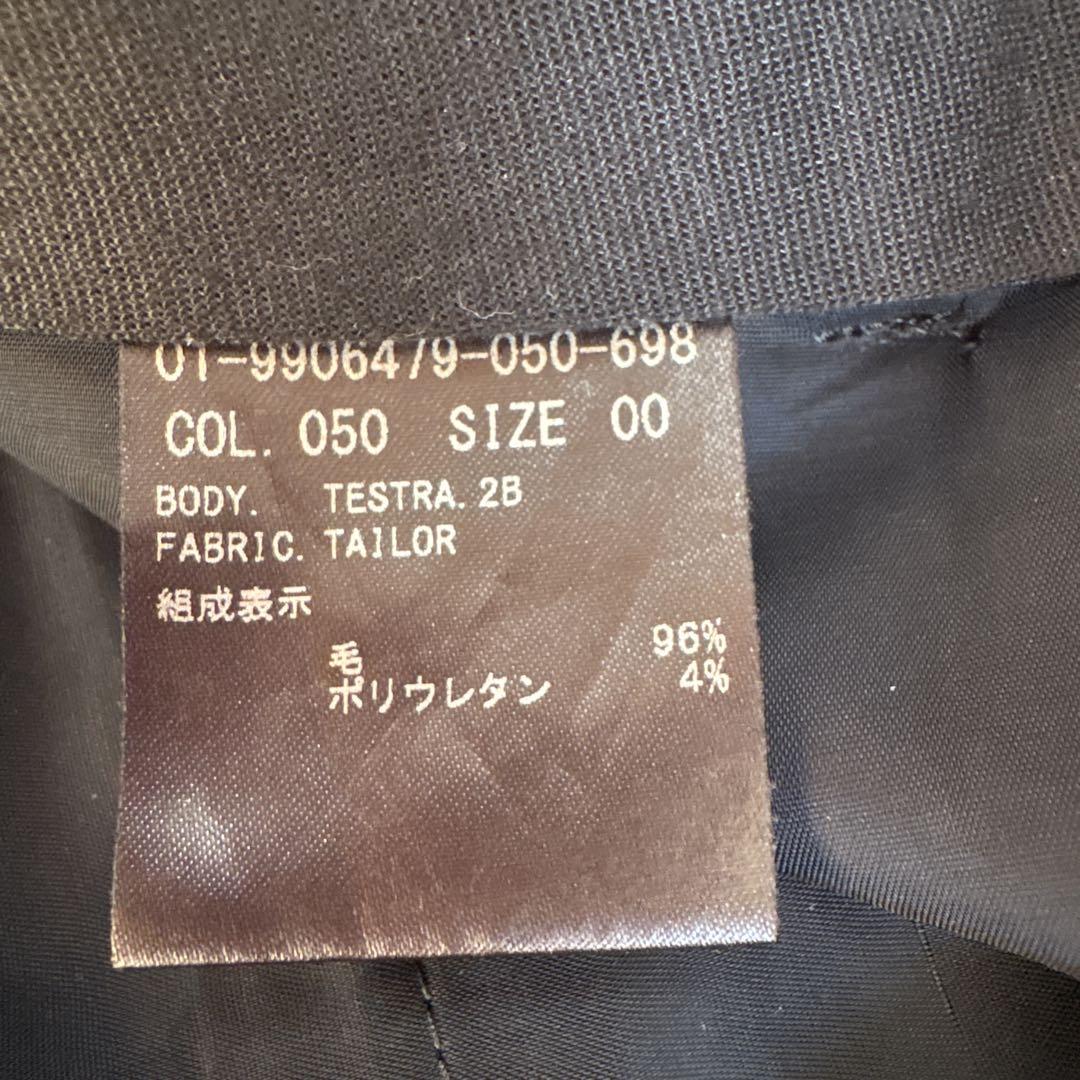 01-9906479-050-698
COL. 050 SIZE 00
BODY. TESTRA. 2B
FABRIC. TAILOR
組成表示
毛 96%
ポリウレタン 4%